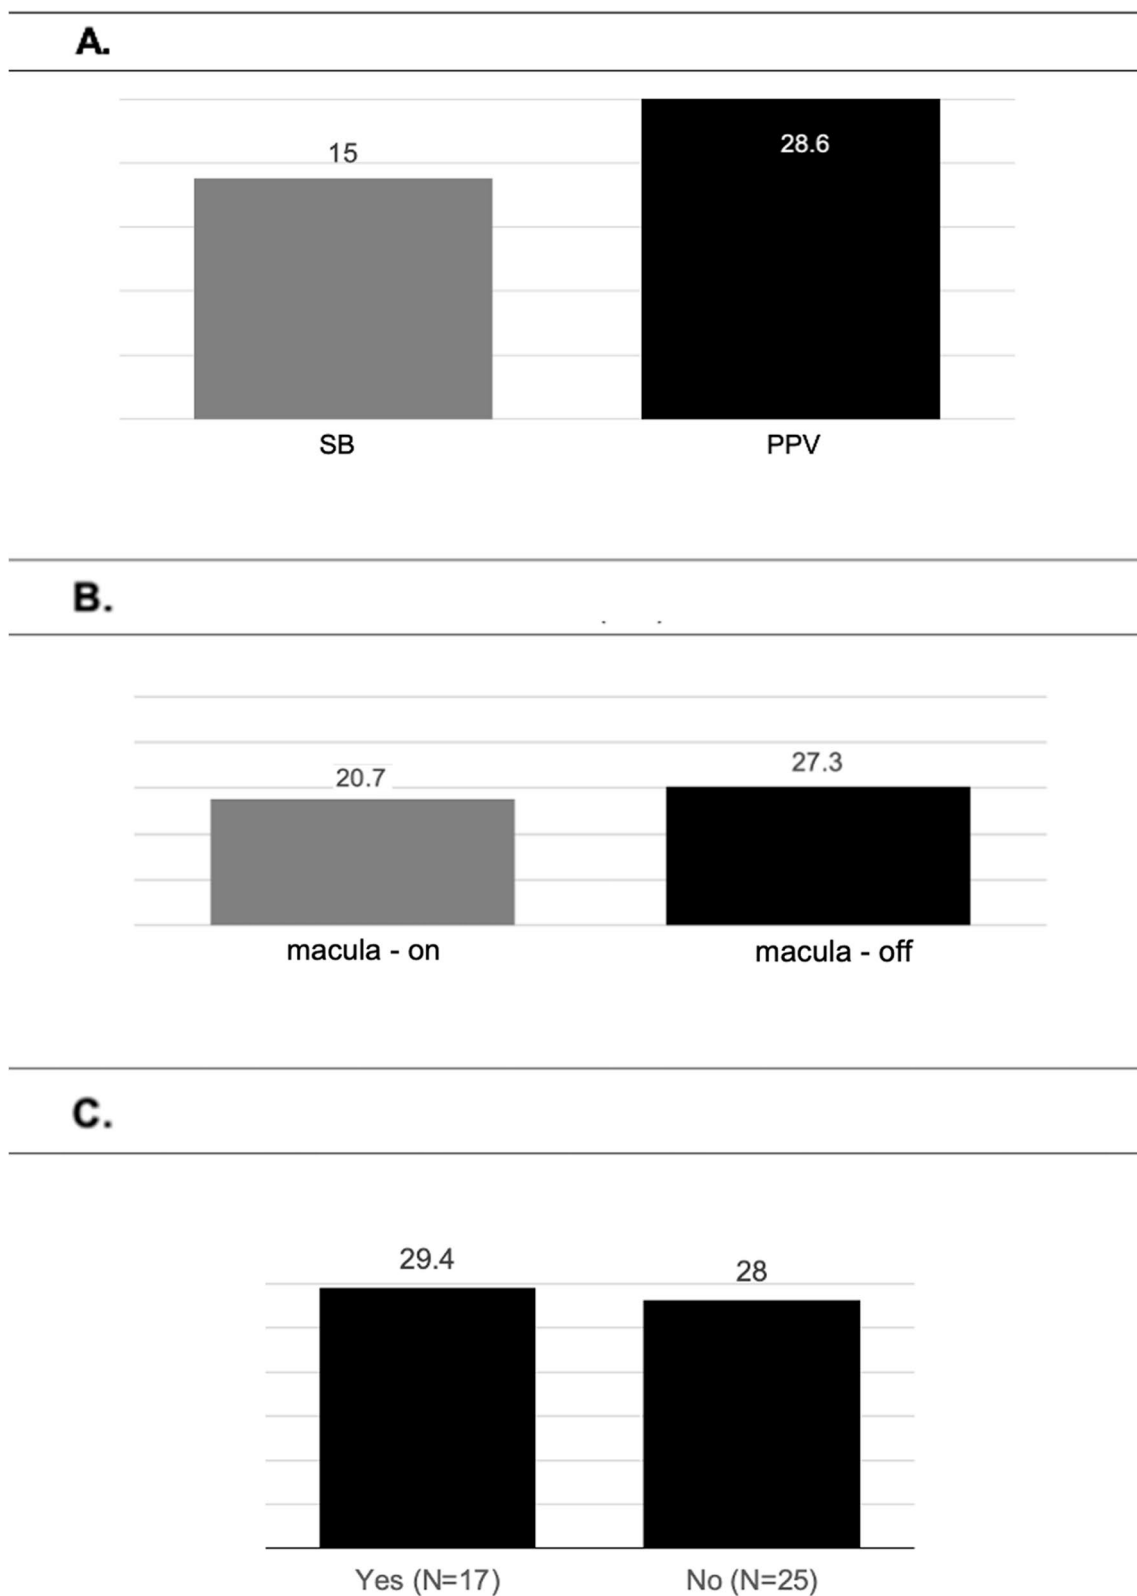 A.
15
28.6
SB
PPV
B.
20.7
27.3
macula - on
macula - off
C.
29.4
28
Yes (N=17)
No (N=25)